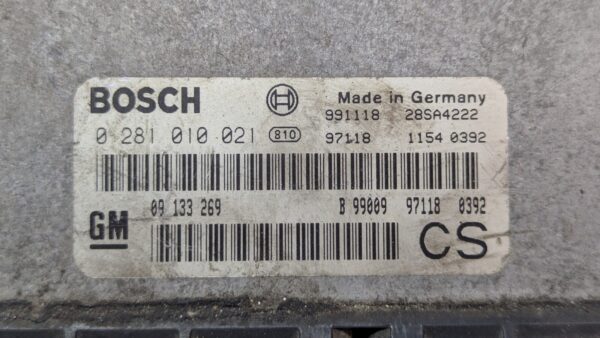 BOSCH Made in Germany
991118 28SA4222
0 281 010 021 810 97118 1154 0392
09 133 269 B 99009 97118 0392
GM CS